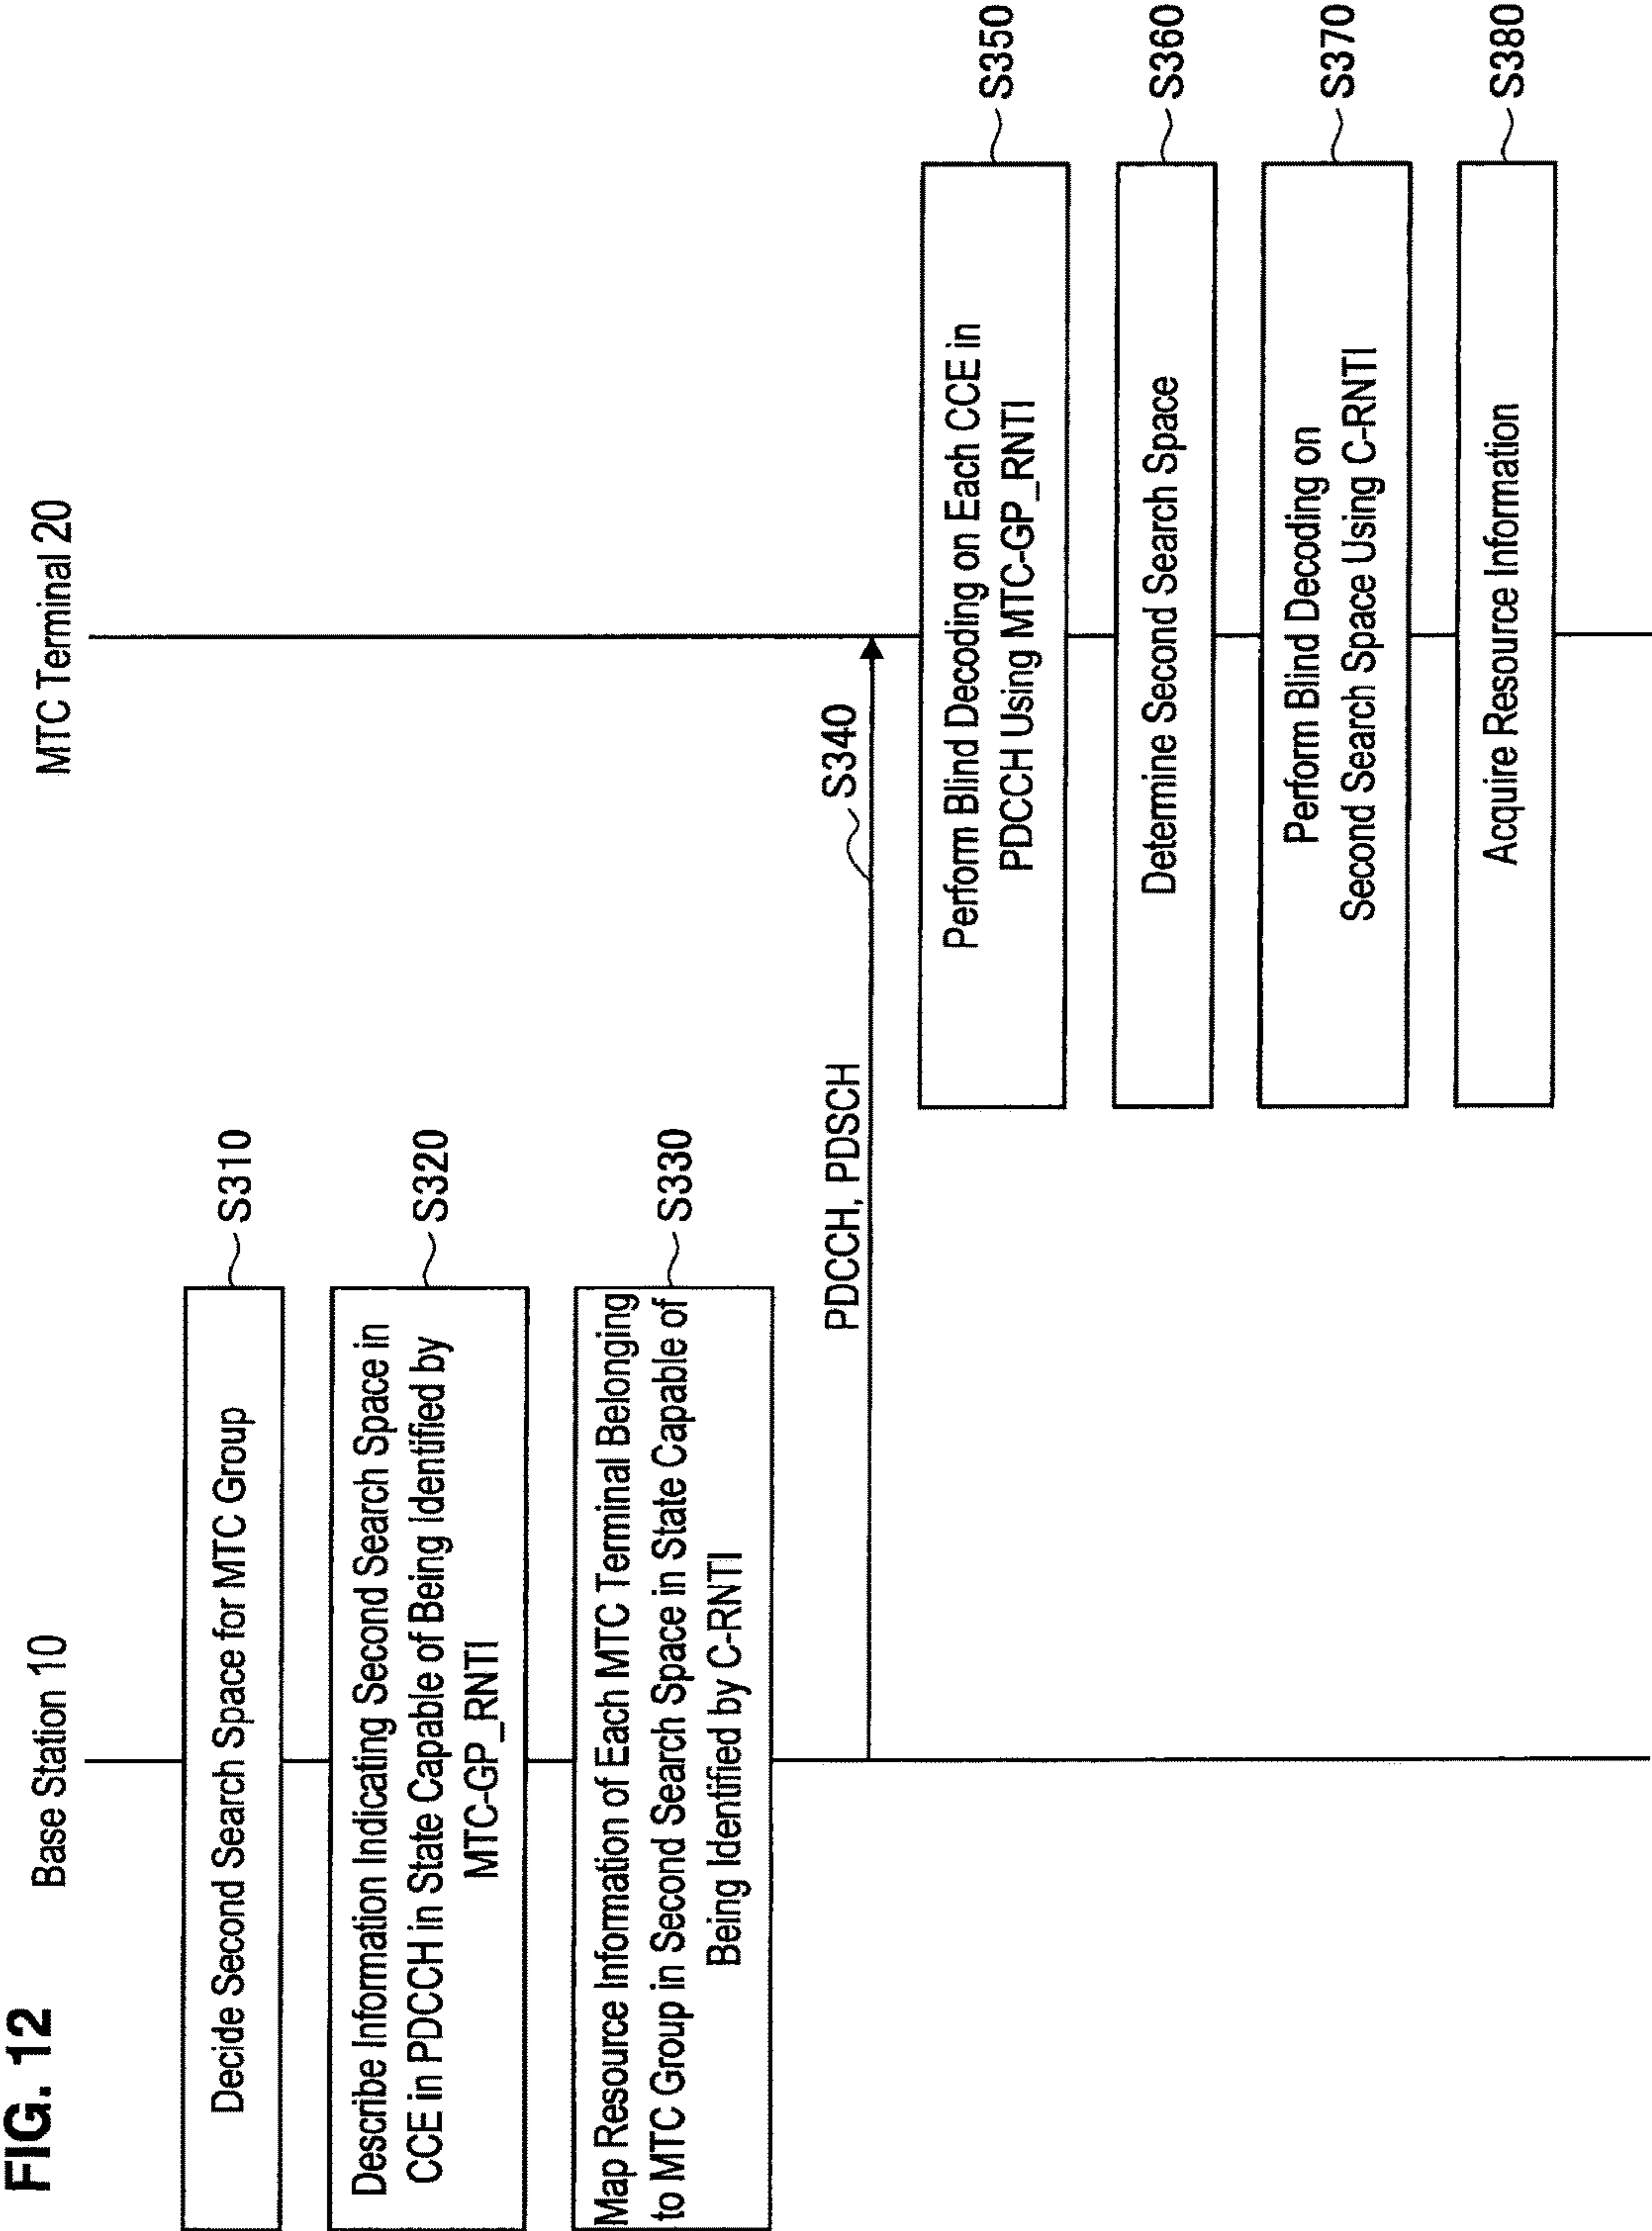 FIG. 12
Base Station 10
MTC Terminal 20
Decide Second Search Space for MTC Group
S310
Describe Information Indicating Second Search Space in
CCE in PDCCH in State Capable of Being Identified by
MTC-GP_RNTI
S320
Map Resource Information of Each MTC Terminal Belonging
to MTC Group in Second Search Space in State Capable of
Being Identified by C-RNTI
S330
PDCCH, PDSCH
S340
Perform Blind Decoding on Each CCE in
PDCCH Using MTC-GP_RNTI
S350
Determine Second Search Space
S360
Perform Blind Decoding on
Second Search Space Using C-RNTI
S370
Acquire Resource Information
S380